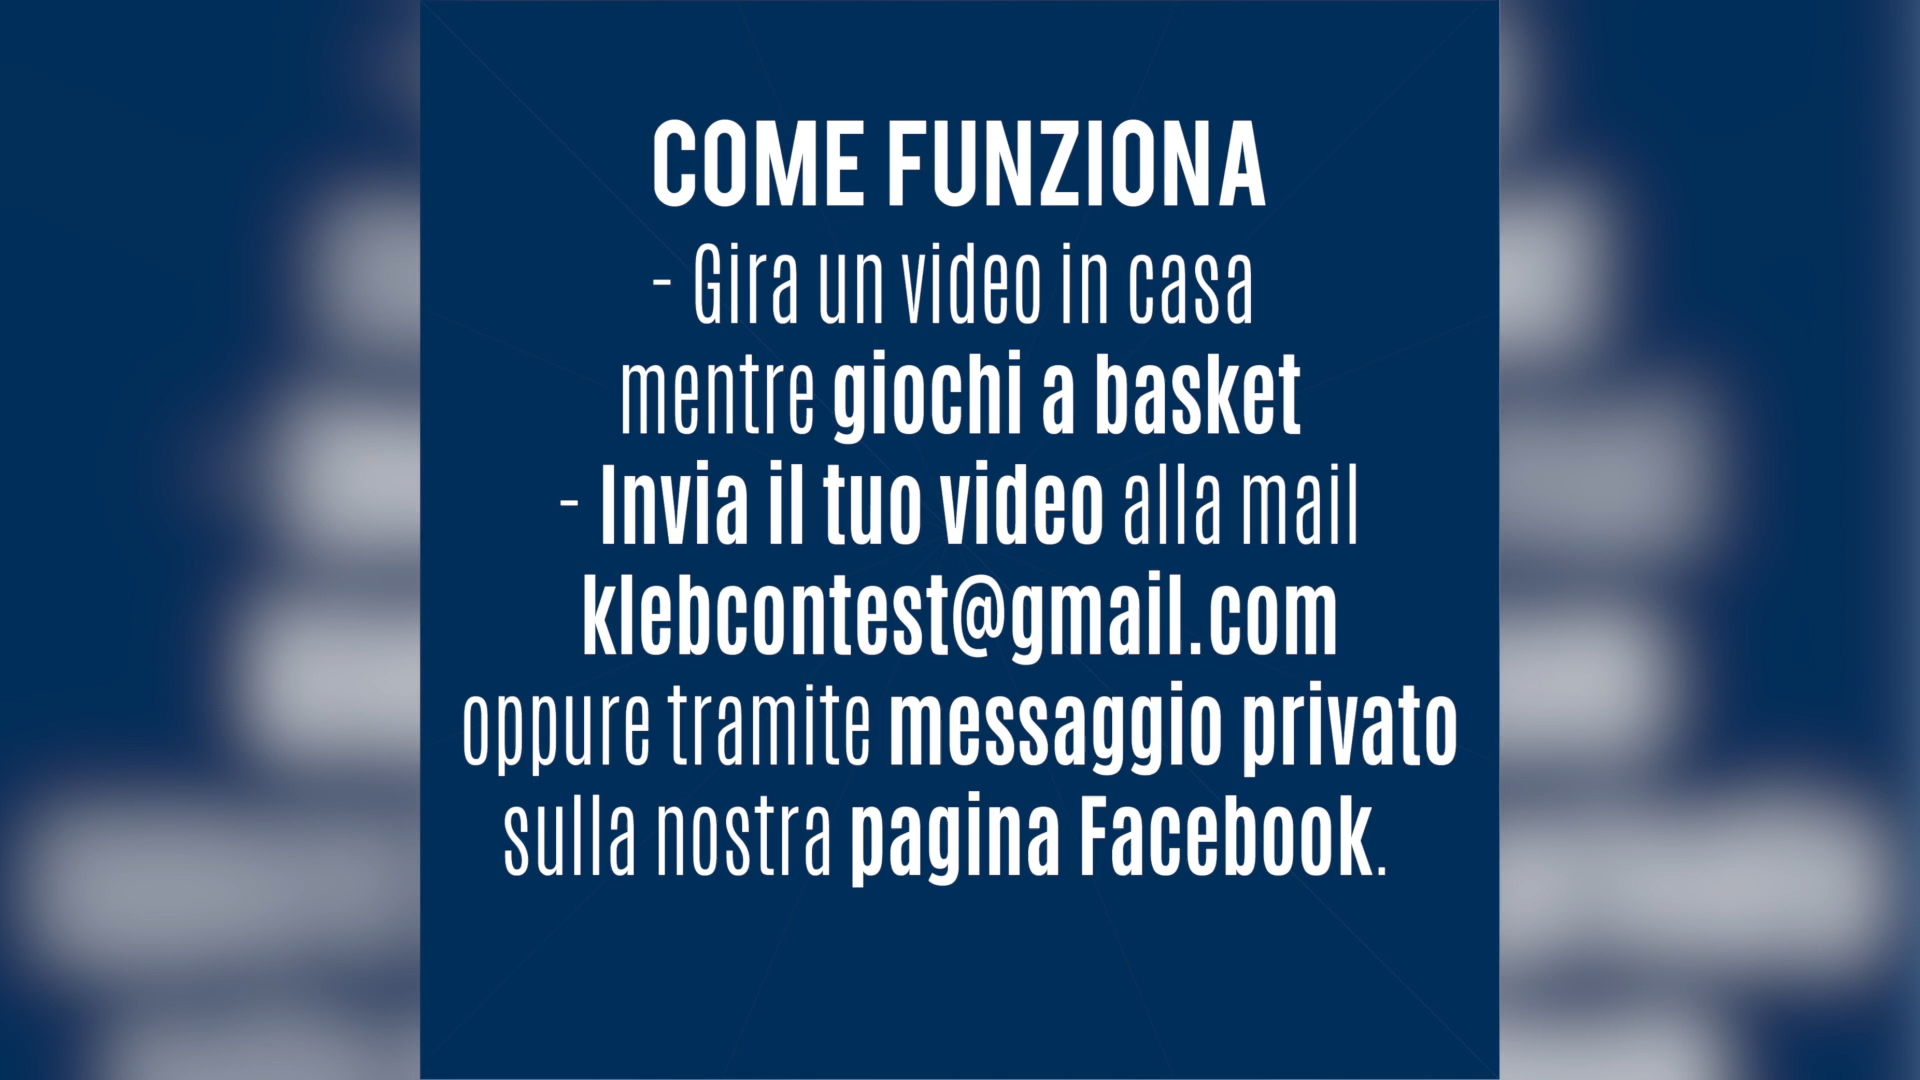 COME FUNZIONA
- Gira un video in casa
mentre giochi a basket
- Invia il tuo video alla mail
klebcontest@gmail.com
oppure tramite messaggio privato
sulla nostra pagina Facebook.